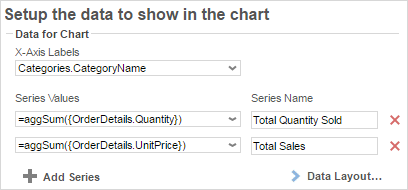 Setup the data to show in the chart
Data for Chart
X-Axis Labels
Categories.CategoryName
Series Values Series Name
=aggSum({OrderDetails.Quantity}) Total Quantity Sold
=aggSum({OrderDetails.UnitPrice}) Total Sales
Add Series Data Layout...